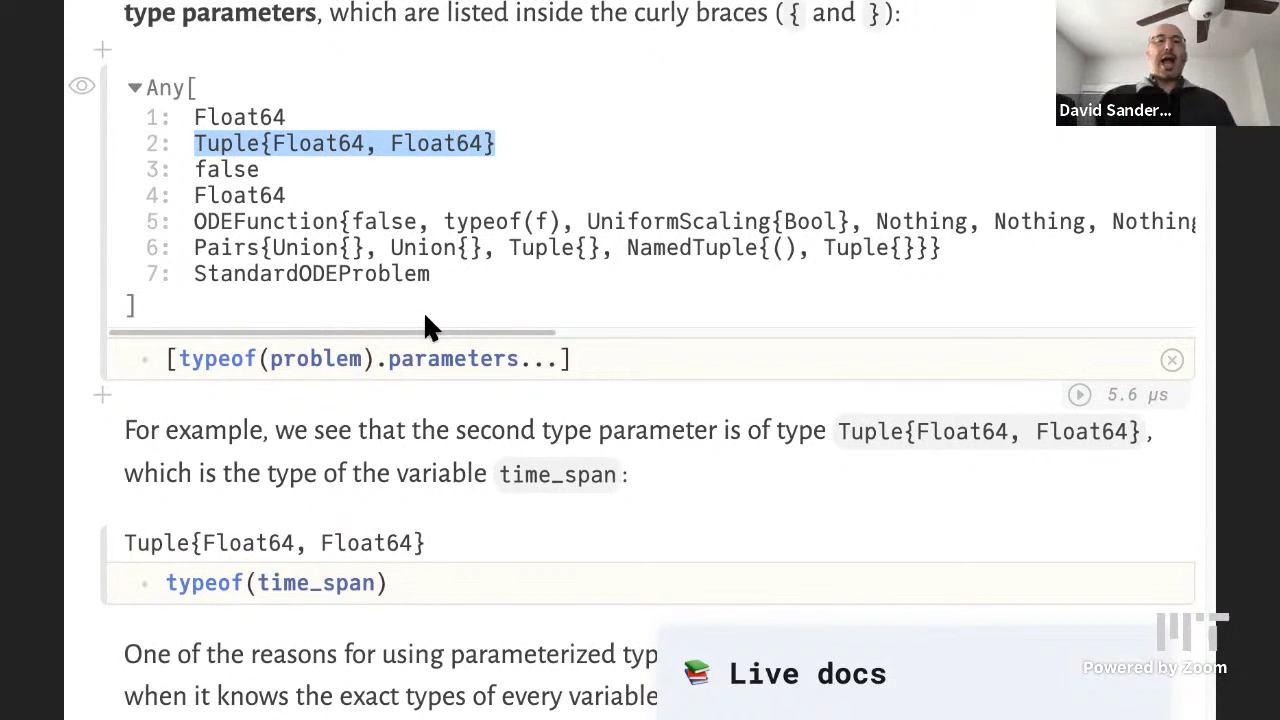 type parameters, which are listed inside the curly braces ( { and } ):
Any[
1: Float64
2: Tuple{Float64, Float64}
3: false
4: Float64
5: ODEFunction{false, typeof(f), UniformScaling{Bool}, Nothing, Nothing, Nothing
6: Pairs{Union{}, Union{}, Tuple{}, NamedTuple{(), Tuple{}}}
7: StandardODEProblem
]
[typeof(problem).parameters...]
5.6 μs
For example, we see that the second type parameter is of type Tuple{Float64, Float64},
which is the type of the variable time_span:
Tuple{Float64, Float64}
typeof(time_span)
One of the reasons for using parameterized typ
when it knows the exact types of every variable
Live docs
David Sander...
MIT
Powered by Zoom